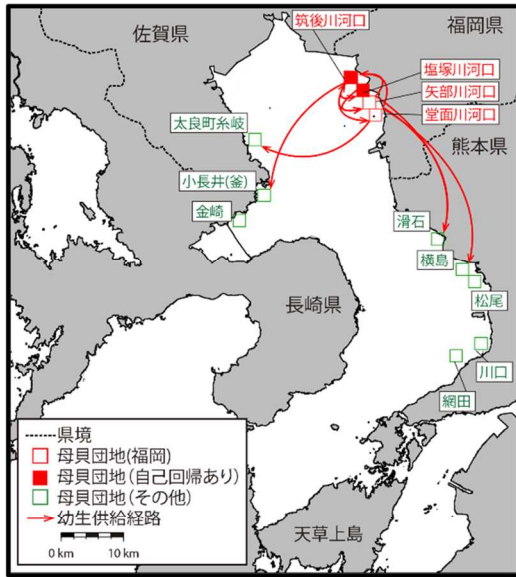 佐賀県
筑後川河口
福岡県
塩塚川河口
矢部川河口
堂面川河口
太良町糸岐
熊本県
小長井(釜)
金崎
滑石
横島
長崎県
松尾
川口
網田
県境
母貝団地(福岡)
母貝団地(自己回帰あり)
母貝団地(その他)
幼生供給経路
0 km 10 km
天草上島